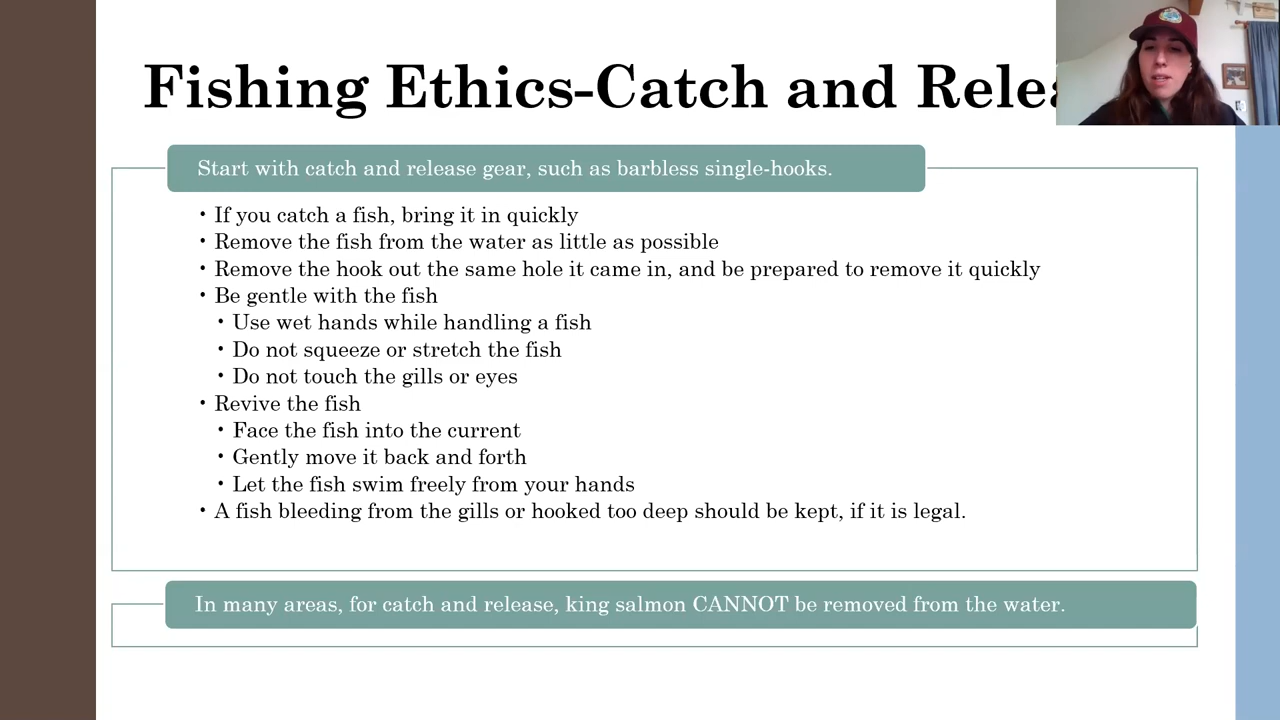 Fishing Ethics-Catch and Relea
Start with catch and release gear, such as barbless single-hooks.
• If you catch a fish, bring it in quickly
• Remove the fish from the water as little as possible
• Remove the hook out the same hole it came in, and be prepared to remove it quickly
• Be gentle with the fish
• Use wet hands while handling a fish
• Do not squeeze or stretch the fish
• Do not touch the gills or eyes
• Revive the fish
• Face the fish into the current
• Gently move it back and forth
• Let the fish swim freely from your hands
• A fish bleeding from the gills or hooked too deep should be kept, if it is legal.
In many areas, for catch and release, king salmon CANNOT be removed from the water.